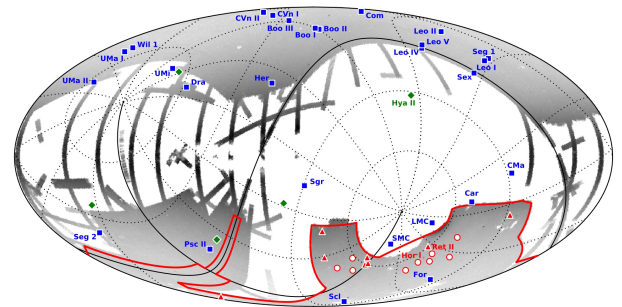 CVn II
CVn I
Com
Boo III
Boo I
Boo II
Leo II
Leo V
Leo IV
Wil 1
UMa I
Seg 1
Leo I
UMi
UMa II
Dra
Her
Sex
Hya II
CMa
Sgr
Car
LMC
Seg 2
Psc II
SMC
Ret II
Hor I
For
Scl